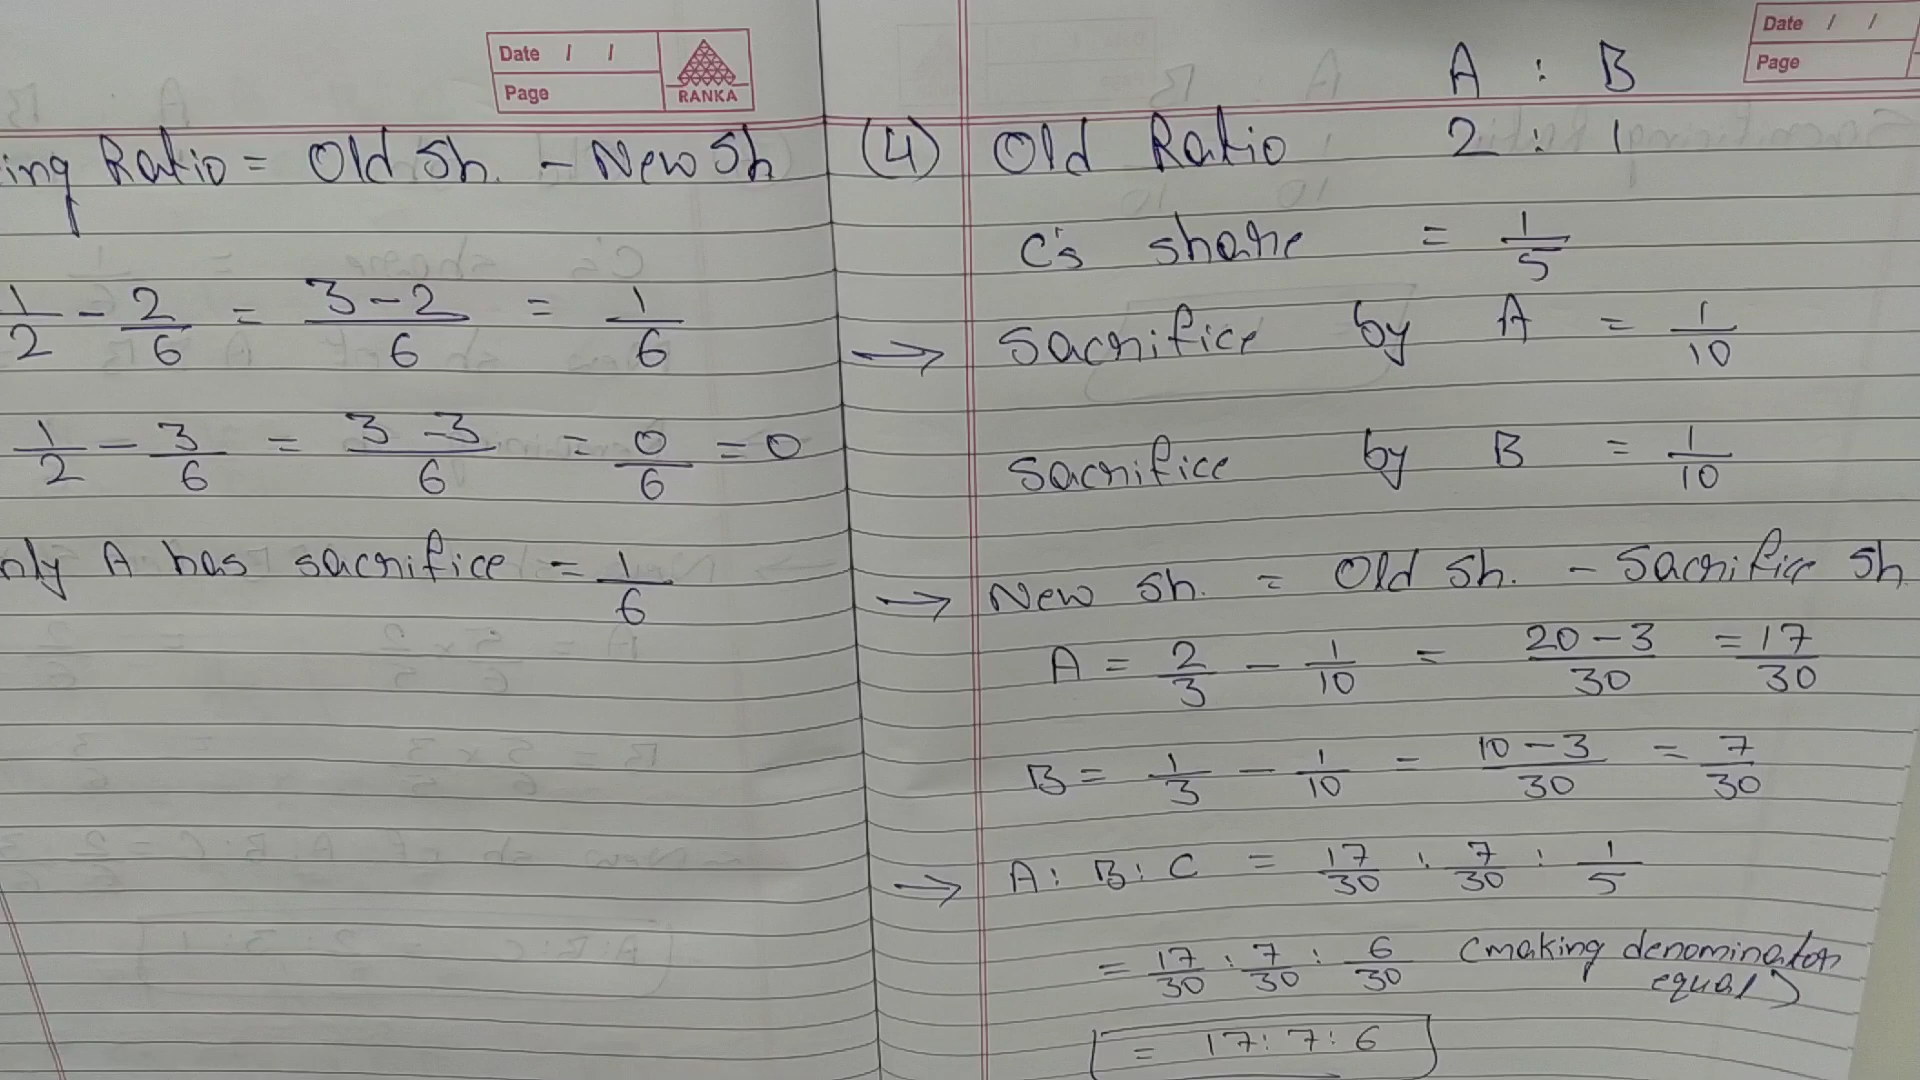 Date / /
Page
RANKA
ing Ratio = Old Sh. - New Sh
1/2 - 2/6 = 3-2/6 = 1/6
1/2 - 3/6 = 3-3/6 = 0/6 = 0
nly A has sacrifice = 1/6
Date / /
Page
A : B
(4) Old Ratio 2 : 1
C's share = 1/5
→ Sacrifice by A = 1/10
Sacrifice by B = 1/10
→ New Sh. = Old Sh. - Sacrifice Sh
A = 2/3 - 1/10 = 20-3/30 = 17/30
B = 1/3 - 1/10 = 10-3/30 = 7/30
→ A : B : C = 17/30 : 7/30 : 1/5
= 17/30 : 7/30 : 6/30 (making denominator
equal)
= 17 : 7 : 6